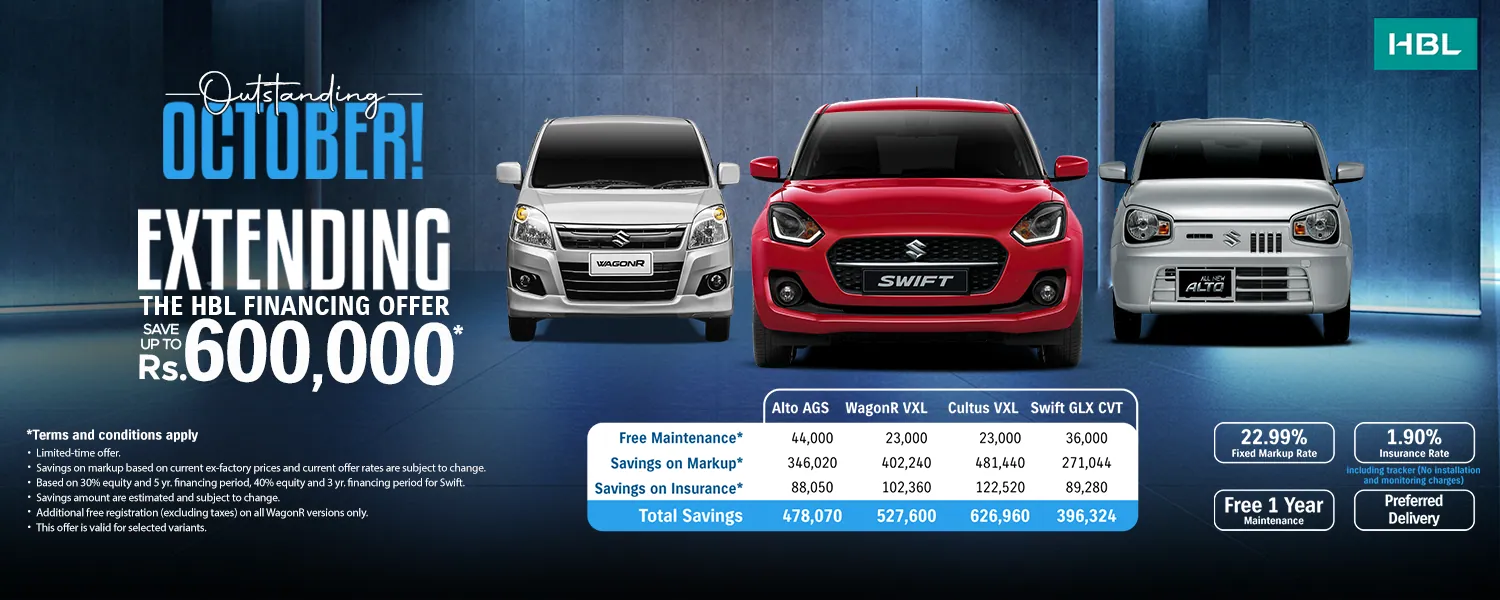 HBL
Outstanding
OCTOBER!
EXTENDING
THE HBL FINANCING OFFER
SAVE
UP TO
Rs.600,000*
WAGONR
SWIFT
ALL NEW
ALTO
*Terms and conditions apply
• Limited-time offer.
• Savings on markup based on current ex-factory prices and current offer rates are subject to change.
• Based on 30% equity and 5 yr. financing period, 40% equity and 3 yr. financing period for Swift.
• Savings amount are estimated and subject to change.
• Additional free registration (excluding taxes) on all WagonR versions only.
• This offer is valid for selected variants.
Alto AGS WagonR VXL Cultus VXL Swift GLX CVT
Free Maintenance* 44,000 23,000 23,000 36,000
Savings on Markup* 346,020 402,240 481,440 271,044
Savings on Insurance* 88,050 102,360 122,520 89,280
Total Savings 478,070 527,600 626,960 396,324
22.99%
Fixed Markup Rate
1.90%
Insurance Rate
including tracker (No installation
and monitoring charges)
Free 1 Year
Maintenance
Preferred
Delivery